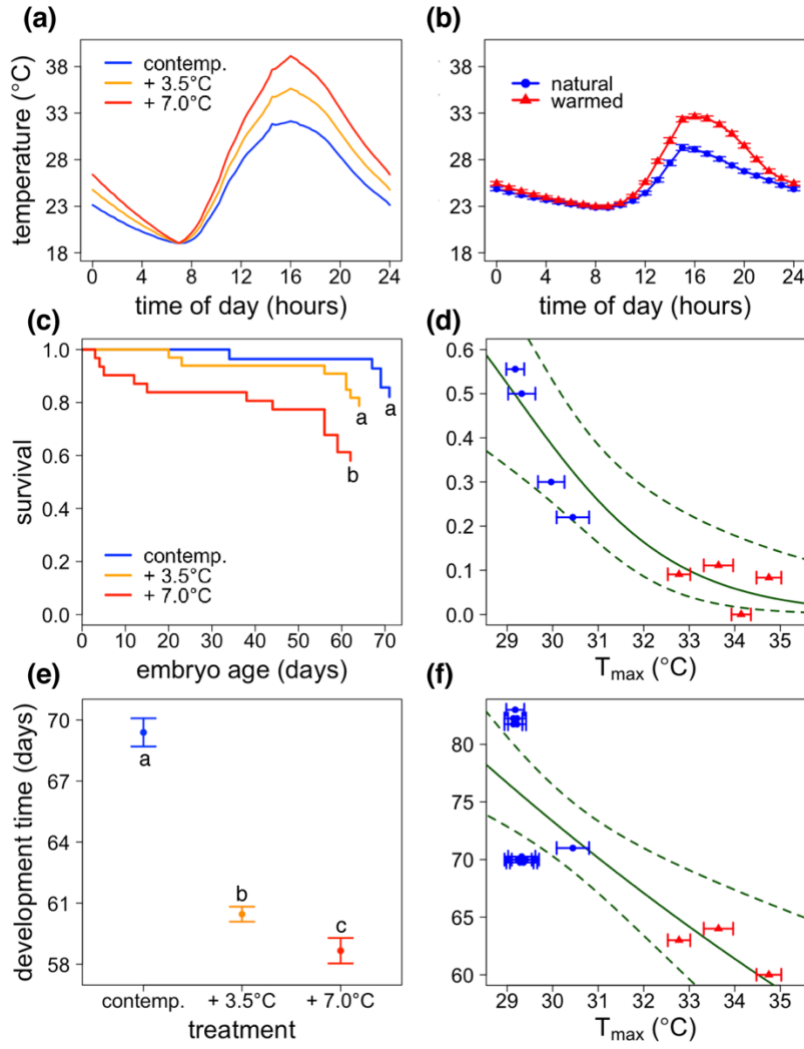 (a)
temperature (°C)
38
33
28
23
18
contemp.
+ 3.5°C
+ 7.0°C
0 4 8 12 16 20 24
time of day (hours)
(b)
38
33
28
23
18
natural
warmed
0 4 8 12 16 20 24
time of day (hours)
(c)
survival
1.0
0.8
0.6
0.4
0.2
0.0
a
a
b
contemp.
+ 3.5°C
+ 7.0°C
0 10 20 30 40 50 60 70
embryo age (days)
(d)
0.6
0.5
0.4
0.3
0.2
0.1
0.0
29 30 31 32 33 34 35
Tmax (°C)
(e)
development time (days)
70
67
64
61
58
a
b
c
contemp. + 3.5°C + 7.0°C
treatment
(f)
80
75
70
65
60
29 30 31 32 33 34 35
Tmax (°C)